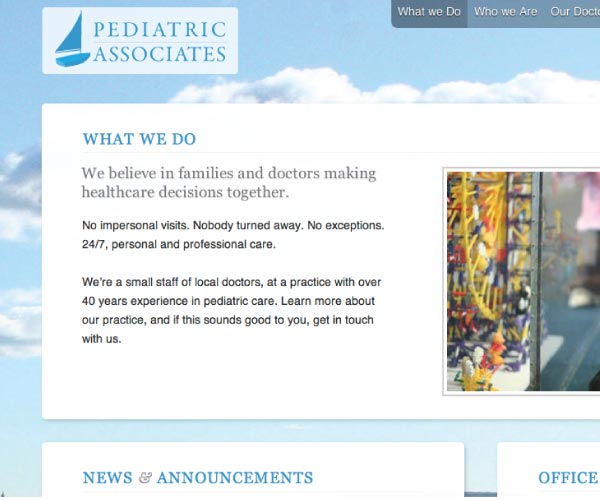 PEDIATRIC
ASSOCIATES
What we Do Who we Are Our Docto
WHAT WE DO
We believe in families and doctors making
healthcare decisions together.
No impersonal visits. Nobody turned away. No exceptions.
24/7, personal and professional care.
We're a small staff of local doctors, at a practice with over
40 years experience in pediatric care. Learn more about
our practice, and if this sounds good to you, get in touch
with us.
NEWS & ANNOUNCEMENTS
OFFICE